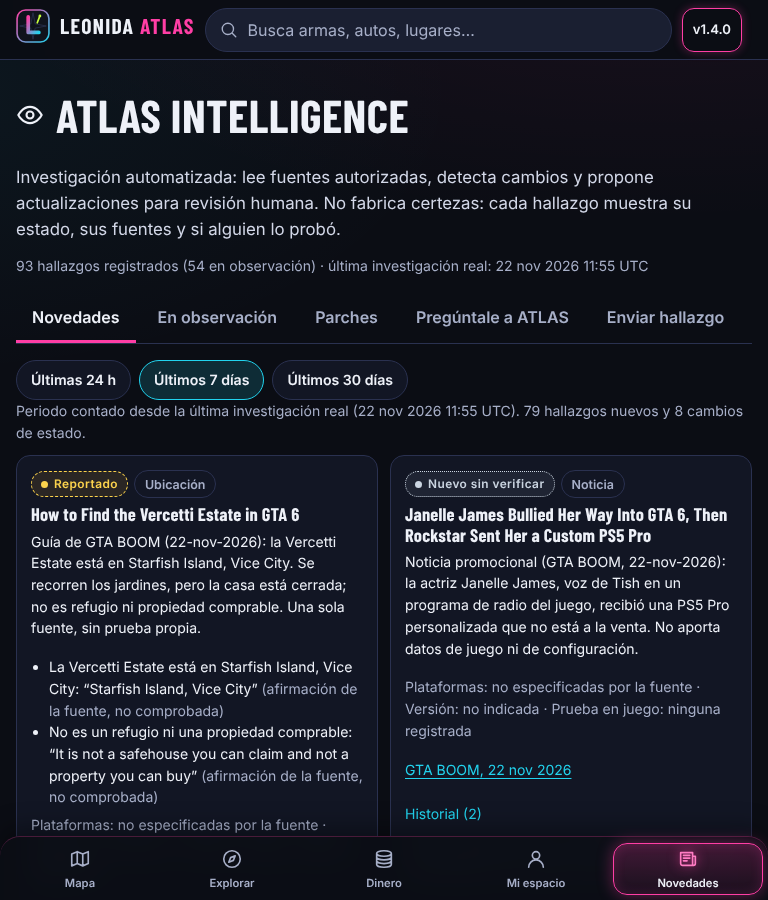 LEONIDA ATLAS
Busca armas, autos, lugares...
v1.4.0
ATLAS INTELLIGENCE
Investigación automatizada: lee fuentes autorizadas, detecta cambios y propone
actualizaciones para revisión humana. No fabrica certezas: cada hallazgo muestra su
estado, sus fuentes y si alguien lo probó.
93 hallazgos registrados (54 en observación) · última investigación real: 22 nov 2026 11:55 UTC
Novedades
En observación
Parches
Pregúntale a ATLAS
Enviar hallazgo
Últimas 24 h
Últimos 7 días
Últimos 30 días
Periodo contado desde la última investigación real (22 nov 2026 11:55 UTC). 79 hallazgos nuevos y 8 cambios
de estado.
Reportado
Ubicación
How to Find the Vercetti Estate in GTA 6
Guía de GTA BOOM (22-nov-2026): la Vercetti
Estate está en Starfish Island, Vice City. Se
recorren los jardines, pero la casa está cerrada;
no es refugio ni propiedad comprable. Una sola
fuente, sin prueba propia.
• La Vercetti Estate está en Starfish Island, Vice
City: “Starfish Island, Vice City” (afirmación de
la fuente, no comprobada)
• No es un refugio ni una propiedad comprable:
“It is not a safehouse you can claim and not a
property you can buy” (afirmación de la fuente,
no comprobada)
Plataformas: no especificadas por la fuente ·
Nuevo sin verificar
Noticia
Janelle James Bullied Her Way Into GTA 6, Then
Rockstar Sent Her a Custom PS5 Pro
Noticia promocional (GTA BOOM, 22-nov-2026):
la actriz Janelle James, voz de Tish en un
programa de radio del juego, recibió una PS5 Pro
personalizada que no está a la venta. No aporta
datos de juego ni de configuración.
Plataformas: no especificadas por la fuente ·
Versión: no indicada · Prueba en juego: ninguna
registrada
GTA BOOM, 22 nov 2026
Historial (2)
Mapa
Explorar
Dinero
Mi espacio
Novedades